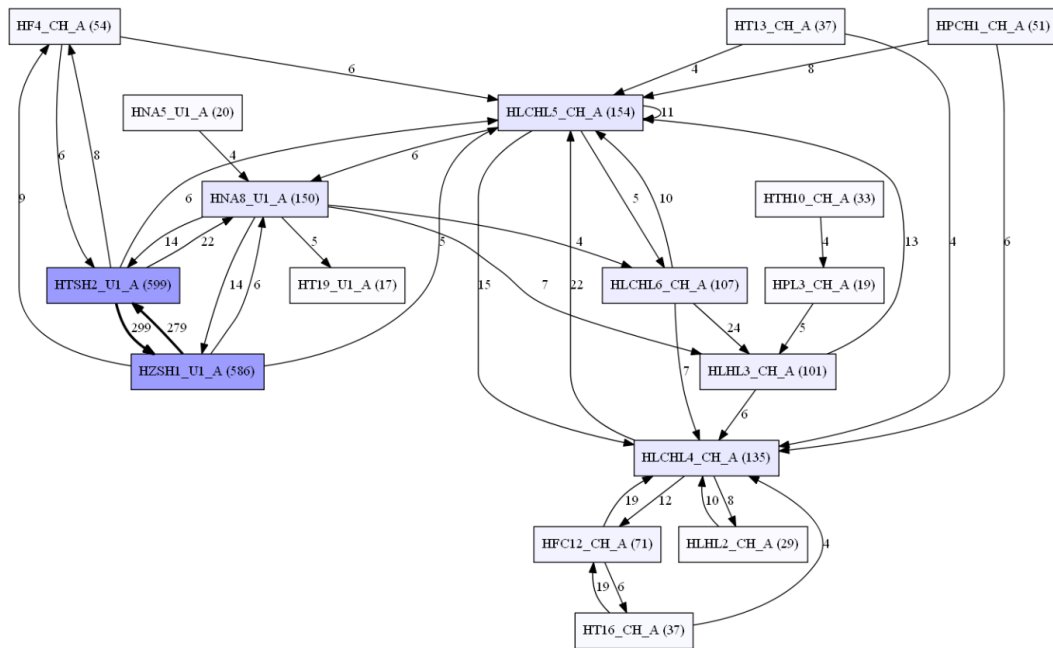 HF4_CH_A (54)
HT13_CH_A (37)
HPCH1_CH_A (51)
6
4
8
HNA5_U1_A (20)
HLCHL5_CH_A (154)
11
6
8
4
6
9
6
HNA8_U1_A (150)
5
10
HTH10_CH_A (33)
13
4
6
14
22
5
5
4
4
HTSH2_U1_A (599)
14
6
HT19_U1_A (17)
15
22
7
HLCHL6_CH_A (107)
HPL3_CH_A (19)
299
279
24
5
HZSH1_U1_A (586)
7
HLHL3_CH_A (101)
6
HLCHL4_CH_A (135)
19
12
10
8
HFC12_CH_A (71)
HLHL2_CH_A (29)
4
19
6
HT16_CH_A (37)